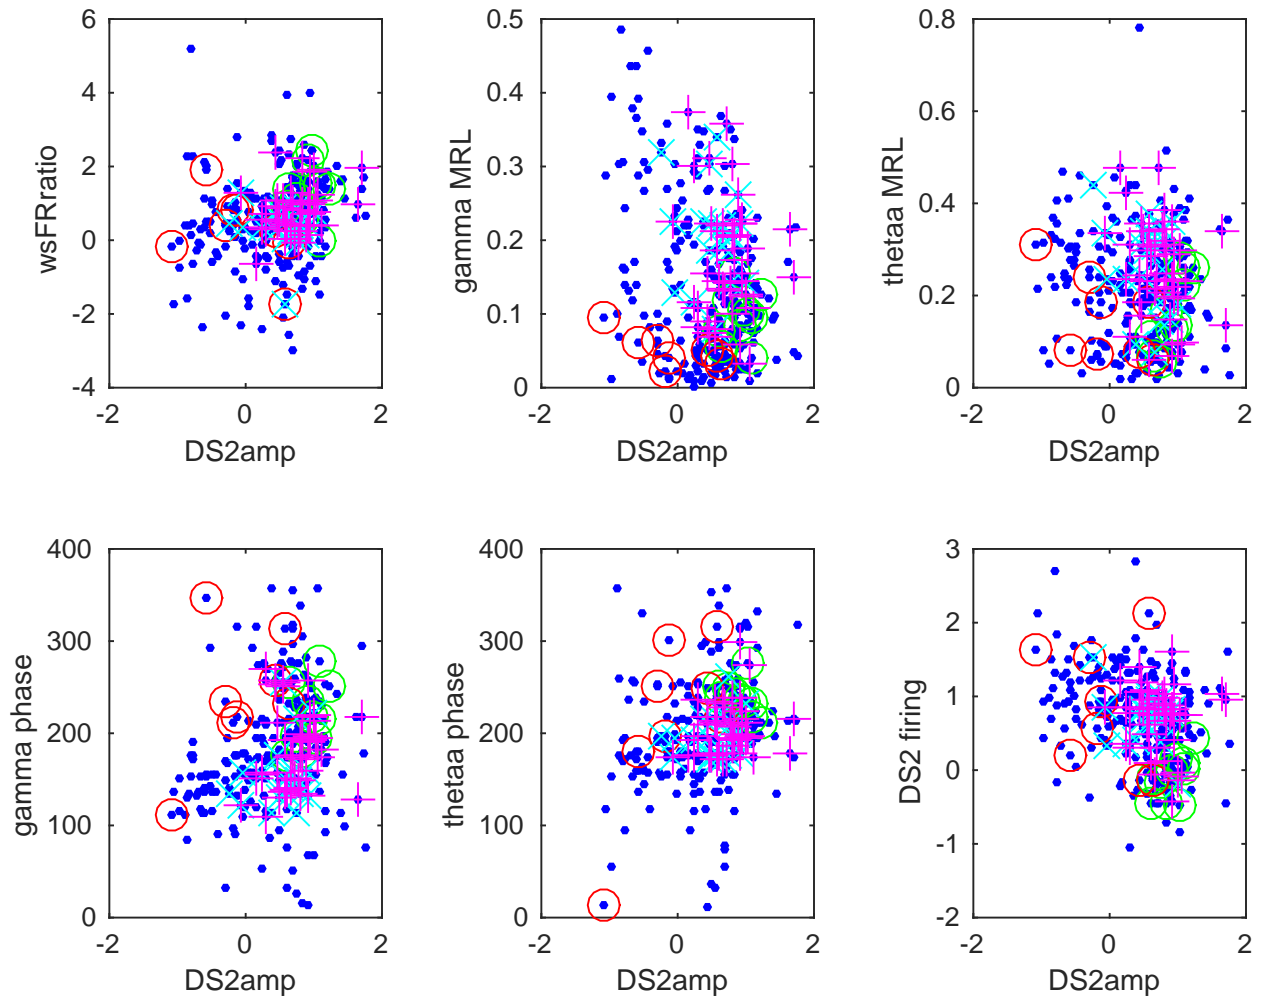 6
4
2
0
-2
-4
-2 0 2
wsFRratio
DS2amp
0.5
0.4
0.3
0.2
0.1
0
-2 0 2
gamma MRL
DS2amp
0.8
0.6
0.4
0.2
0
-2 0 2
thetaa MRL
DS2amp
400
300
200
100
0
-2 0 2
gamma phase
DS2amp
400
300
200
100
0
-2 0 2
thetaa phase
DS2amp
3
2
1
0
-1
-2
-2 0 2
DS2 firing
DS2amp